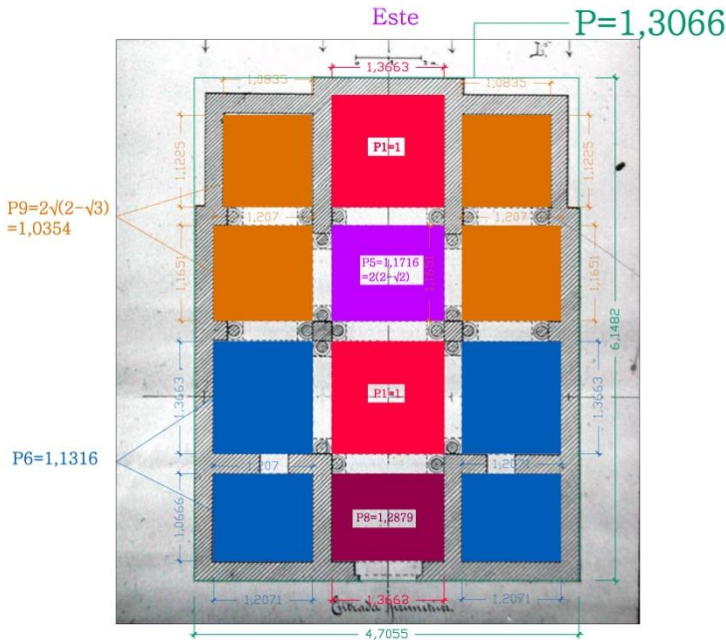 Este
P=1,3066
1,3663
1,0835
1,0835
P1=1
1,1225
1,1225
P9=2√(2-√3)
=1,0354
1,207
1,207
P5=1,1716
=2(2-√2)
1,1651
1,1651
6,1482
1,3663
P1=1
1,3663
P6=1,1316
1,207
1,2071
1,0666
P8=1,2879
1,2071
1,3663
1,2071
Entrada primitiva.
4,7055